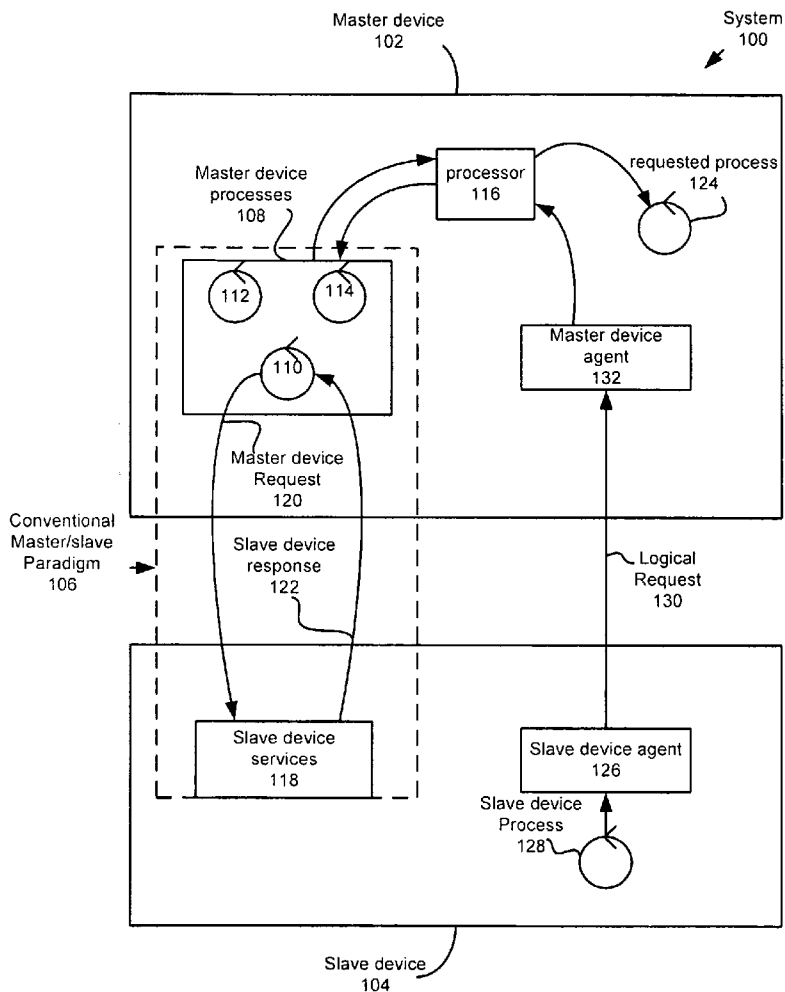 Master device
102
System
100
Master device
processes
108
processor
116
requested process
124
112
114
110
Master device
agent
132
Master device
Request
120
Conventional
Master/slave
Paradigm
106
Slave device
response
122
Logical
Request
130
Slave device
services
118
Slave device agent
126
Slave device
Process
128
Slave device
104